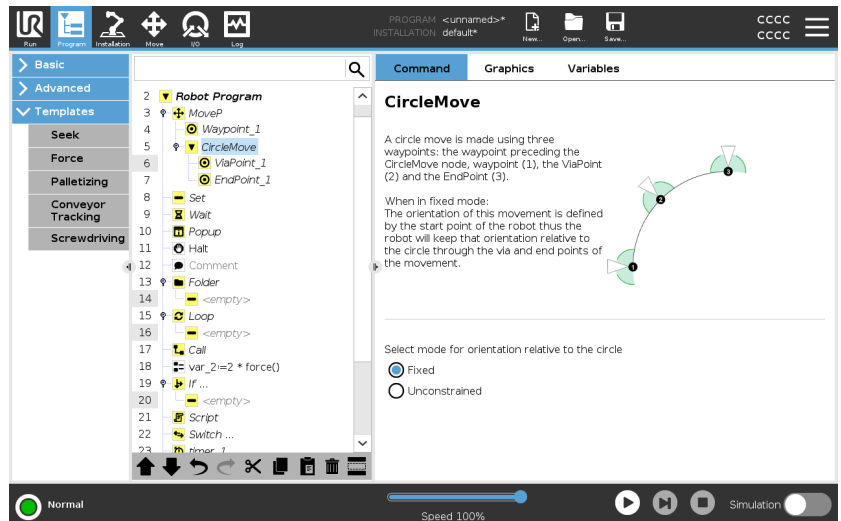 UR
Run
Program
Installation
Move
I/O
Log
PROGRAM <unnamed>*
INSTALLATION default*
New...
Open...
Save...
cccc
cccc
Basic
Advanced
Templates
Seek
Force
Palletizing
Conveyor
Tracking
Screwdriving
2 Robot Program
3 MoveP
4 Waypoint_1
5 CircleMove
6 ViaPoint_1
7 EndPoint_1
8 Set
9 Wait
10 Popup
11 Halt
12 Comment
13 Folder
14 <empty>
15 Loop
16 <empty>
17 Call
18 var_2:=2 * force()
19 If ...
20 <empty>
21 Script
22 Switch ...
23 timer_1
Command
Graphics
Variables
CircleMove
A circle move is made using three
waypoints: the waypoint preceding the
CircleMove node, waypoint (1), the ViaPoint
(2) and the EndPoint (3).
When in fixed mode:
The orientation of this movement is defined
by the start point of the robot thus the
robot will keep that orientation relative to
the circle through the via and end points of
the movement.
1
2
3
Select mode for orientation relative to the circle
Fixed
Unconstrained
Normal
Speed 100%
Simulation